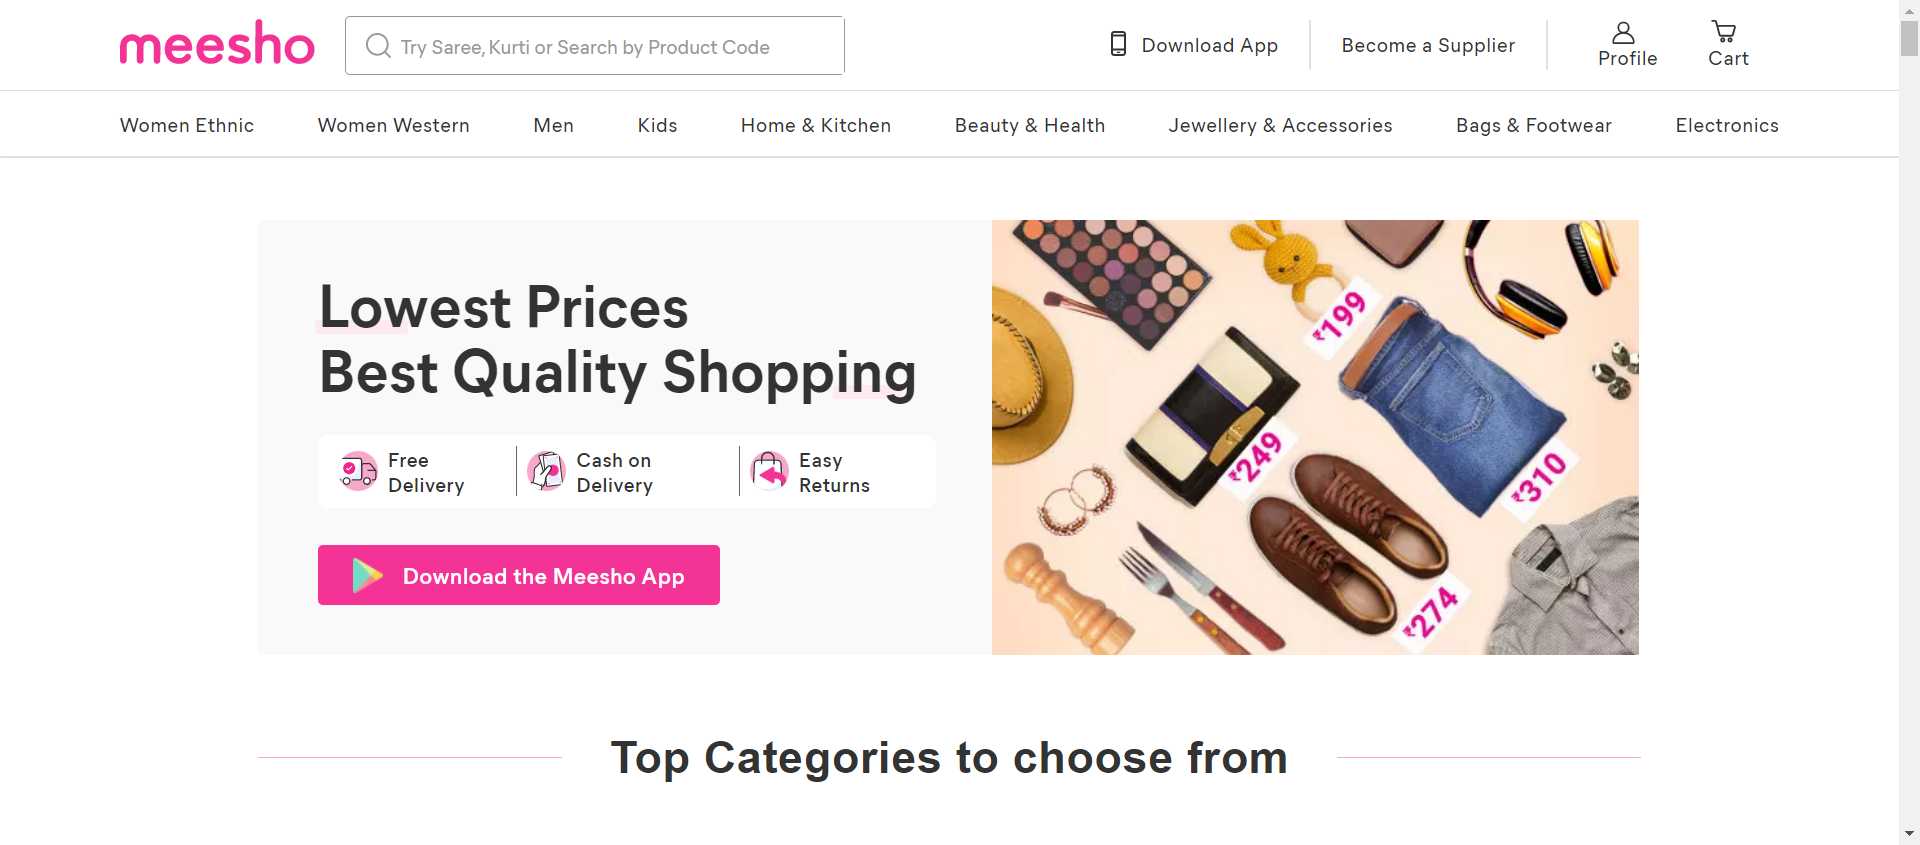 meesho
Try Saree, Kurti or Search by Product Code
Download App
Become a Supplier
Profile
Cart
Women Ethnic
Women Western
Men
Kids
Home & Kitchen
Beauty & Health
Jewellery & Accessories
Bags & Footwear
Electronics
Lowest Prices
Best Quality Shopping
Free
Delivery
Cash on
Delivery
Easy
Returns
Download the Meesho App
₹199
₹249
₹310
₹274
Top Categories to choose from